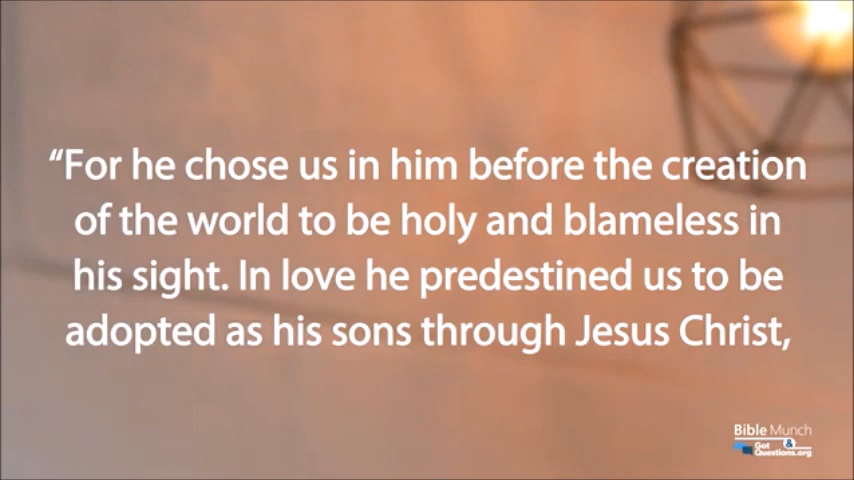 “For he chose us in him before the creation
of the world to be holy and blameless in
his sight. In love he predestined us to be
adopted as his sons through Jesus Christ,
Bible Munch
&
Got
Questions.org